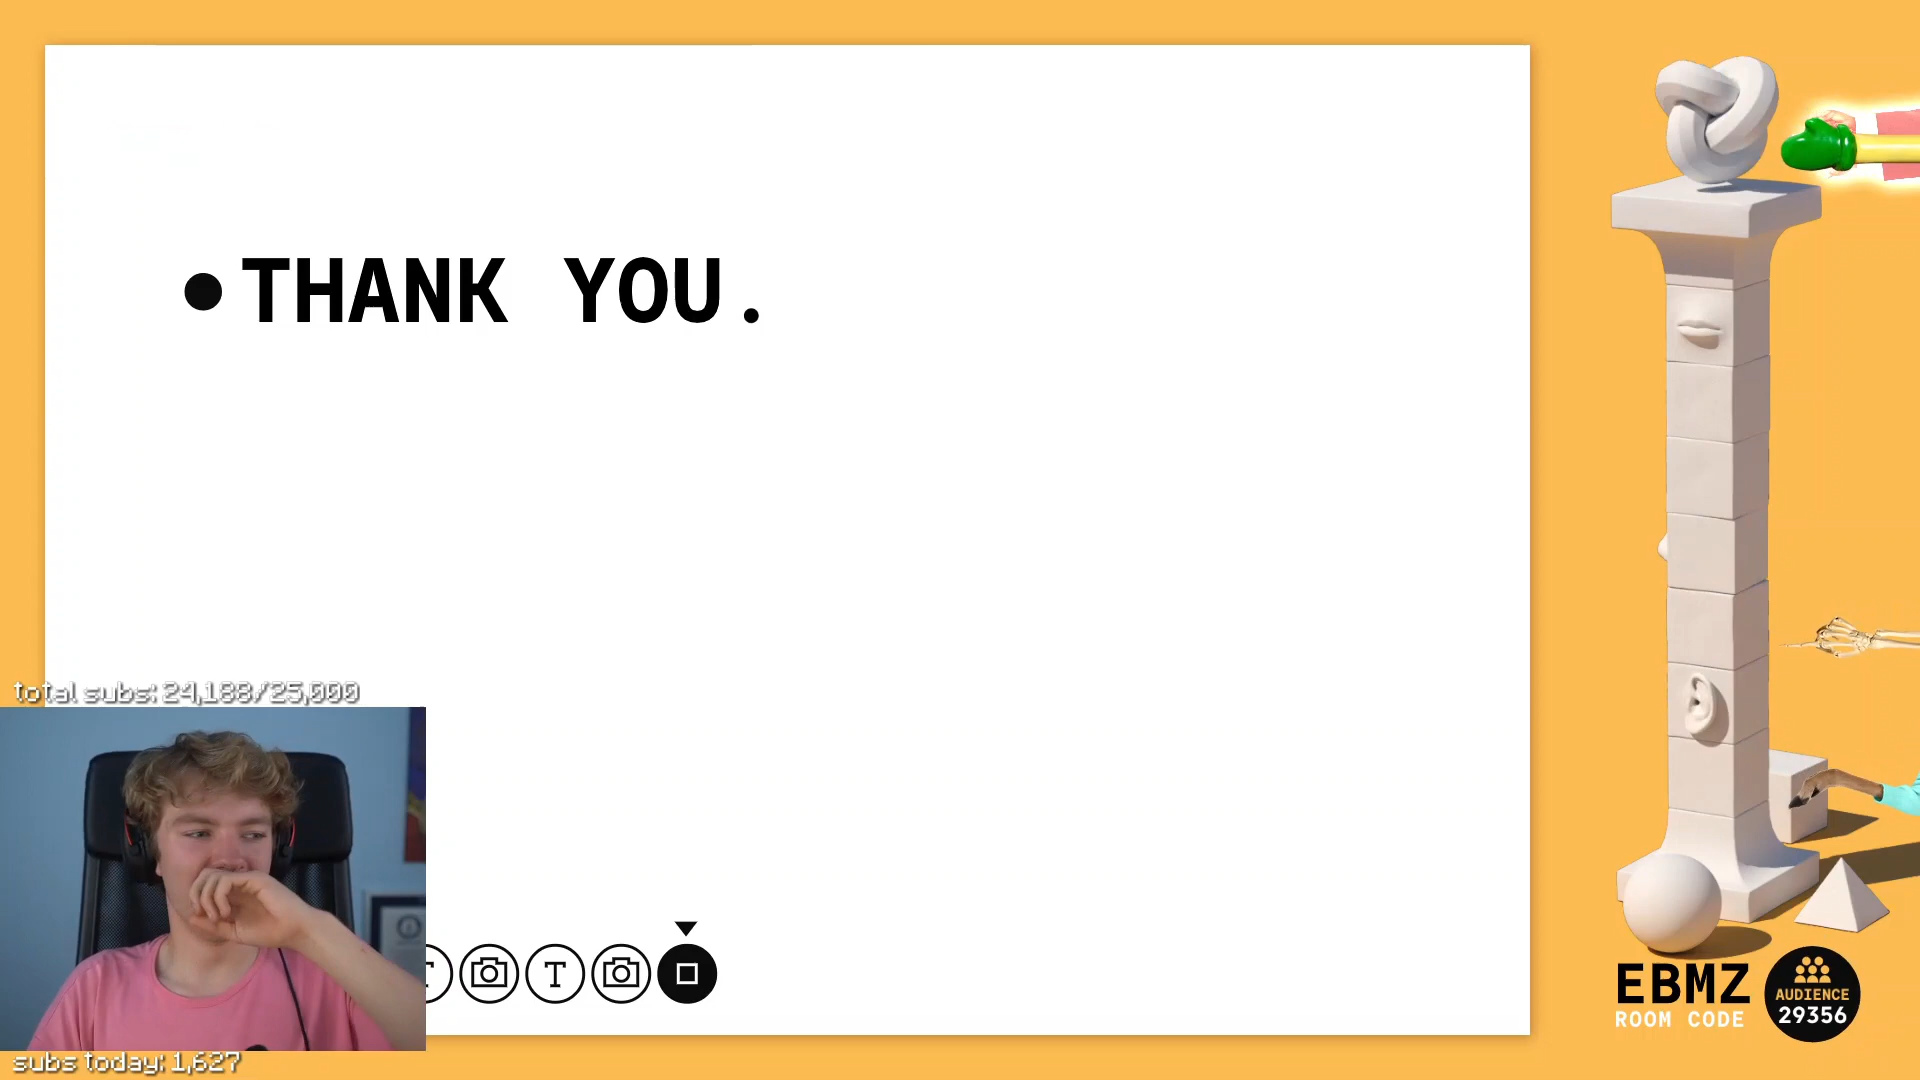 ● THANK YOU.
total subs: 24,188/25,000
T
EBMZ
ROOM CODE
AUDIENCE
29356
subs today: 1,627